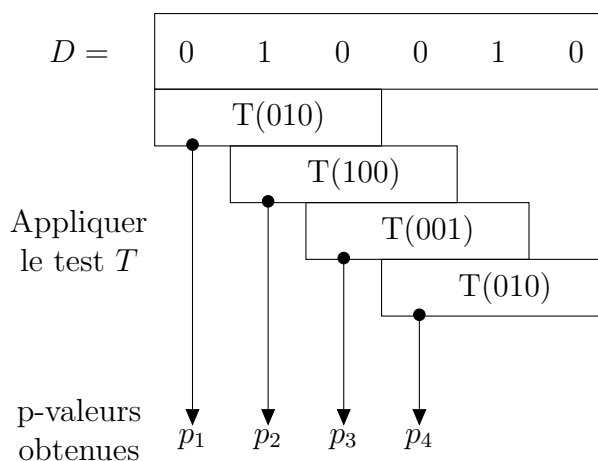 D = 0 1 0 0 1 0
T(010)
T(100)
T(001)
T(010)
Appliquer
le test T
p-valeurs
obtenues
p₁ p₂ p₃ p₄